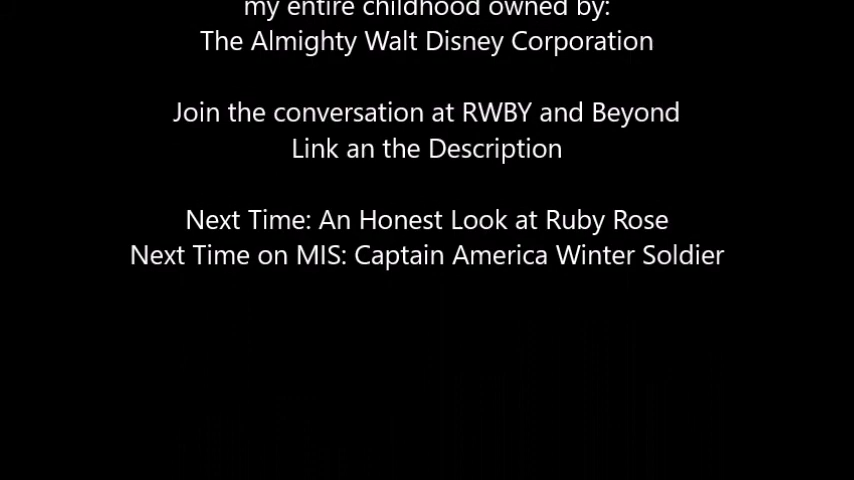 my entire childhood owned by:
The Almighty Walt Disney Corporation
Join the conversation at RWBY and Beyond
Link an the Description
Next Time: An Honest Look at Ruby Rose
Next Time on MIS: Captain America Winter Soldier